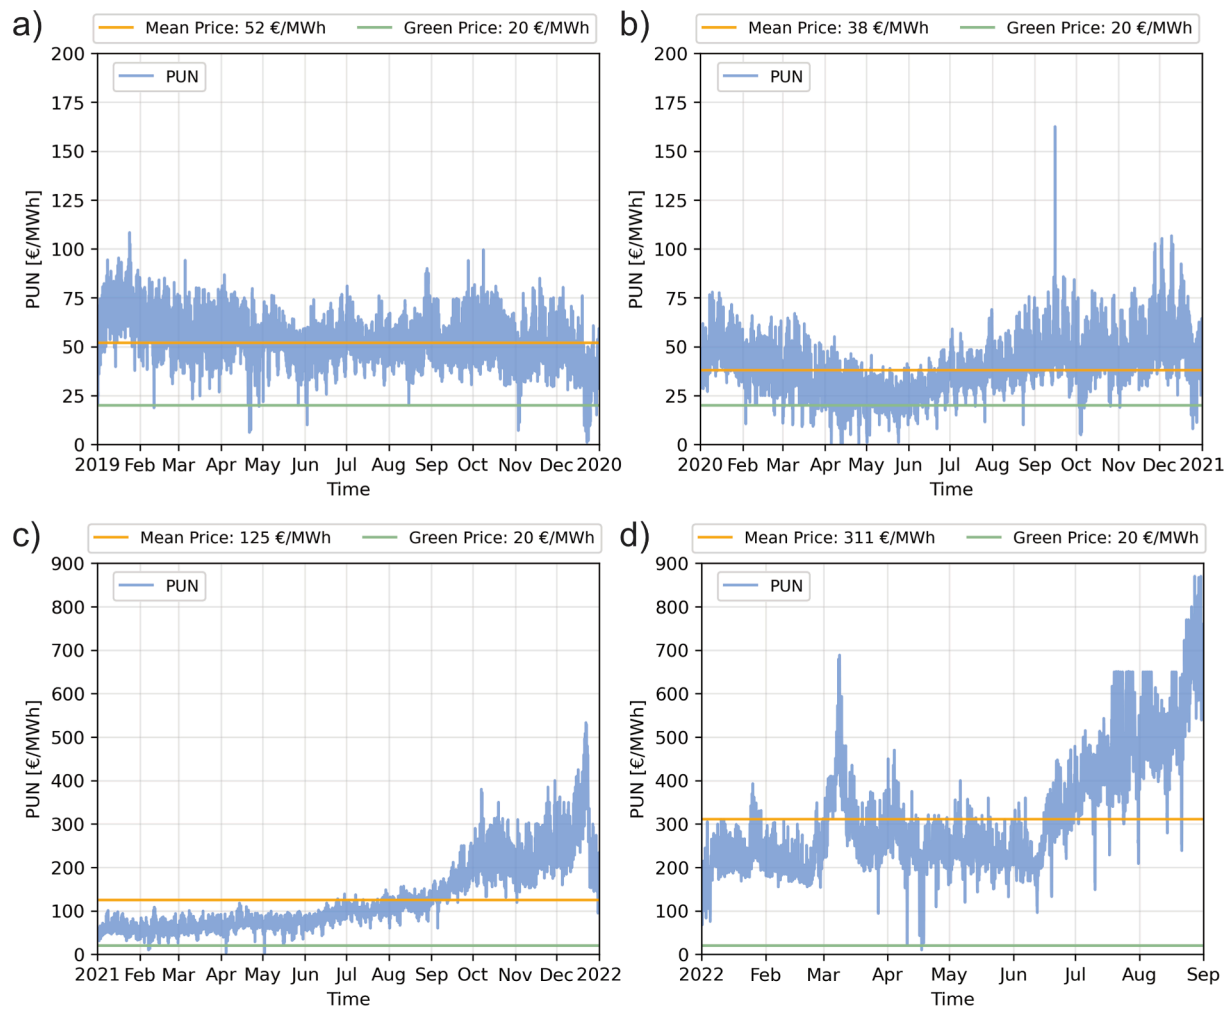 a)
Mean Price: 52 €/MWh Green Price: 20 €/MWh
PUN
200
175
150
125
100
75
50
25
0
PUN [€/MWh]
2019 Feb Mar Apr May Jun Jul Aug Sep Oct Nov Dec 2020
Time
b)
Mean Price: 38 €/MWh Green Price: 20 €/MWh
PUN
200
175
150
125
100
75
50
25
0
PUN [€/MWh]
2020 Feb Mar Apr May Jun Jul Aug Sep Oct Nov Dec 2021
Time
c)
Mean Price: 125 €/MWh Green Price: 20 €/MWh
PUN
900
800
700
600
500
400
300
200
100
0
PUN [€/MWh]
2021 Feb Mar Apr May Jun Jul Aug Sep Oct Nov Dec 2022
Time
d)
Mean Price: 311 €/MWh Green Price: 20 €/MWh
PUN
900
800
700
600
500
400
300
200
100
0
PUN [€/MWh]
2022 Feb Mar Apr May Jun Jul Aug Sep
Time